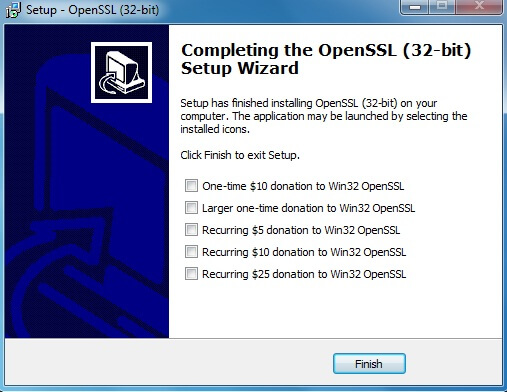 Setup - OpenSSL (32-bit)
Completing the OpenSSL (32-bit)
Setup Wizard
Setup has finished installing OpenSSL (32-bit) on your
computer. The application may be launched by selecting the
installed icons.
Click Finish to exit Setup.
One-time $10 donation to Win32 OpenSSL
Larger one-time donation to Win32 OpenSSL
Recurring $5 donation to Win32 OpenSSL
Recurring $10 donation to Win32 OpenSSL
Recurring $25 donation to Win32 OpenSSL
Finish